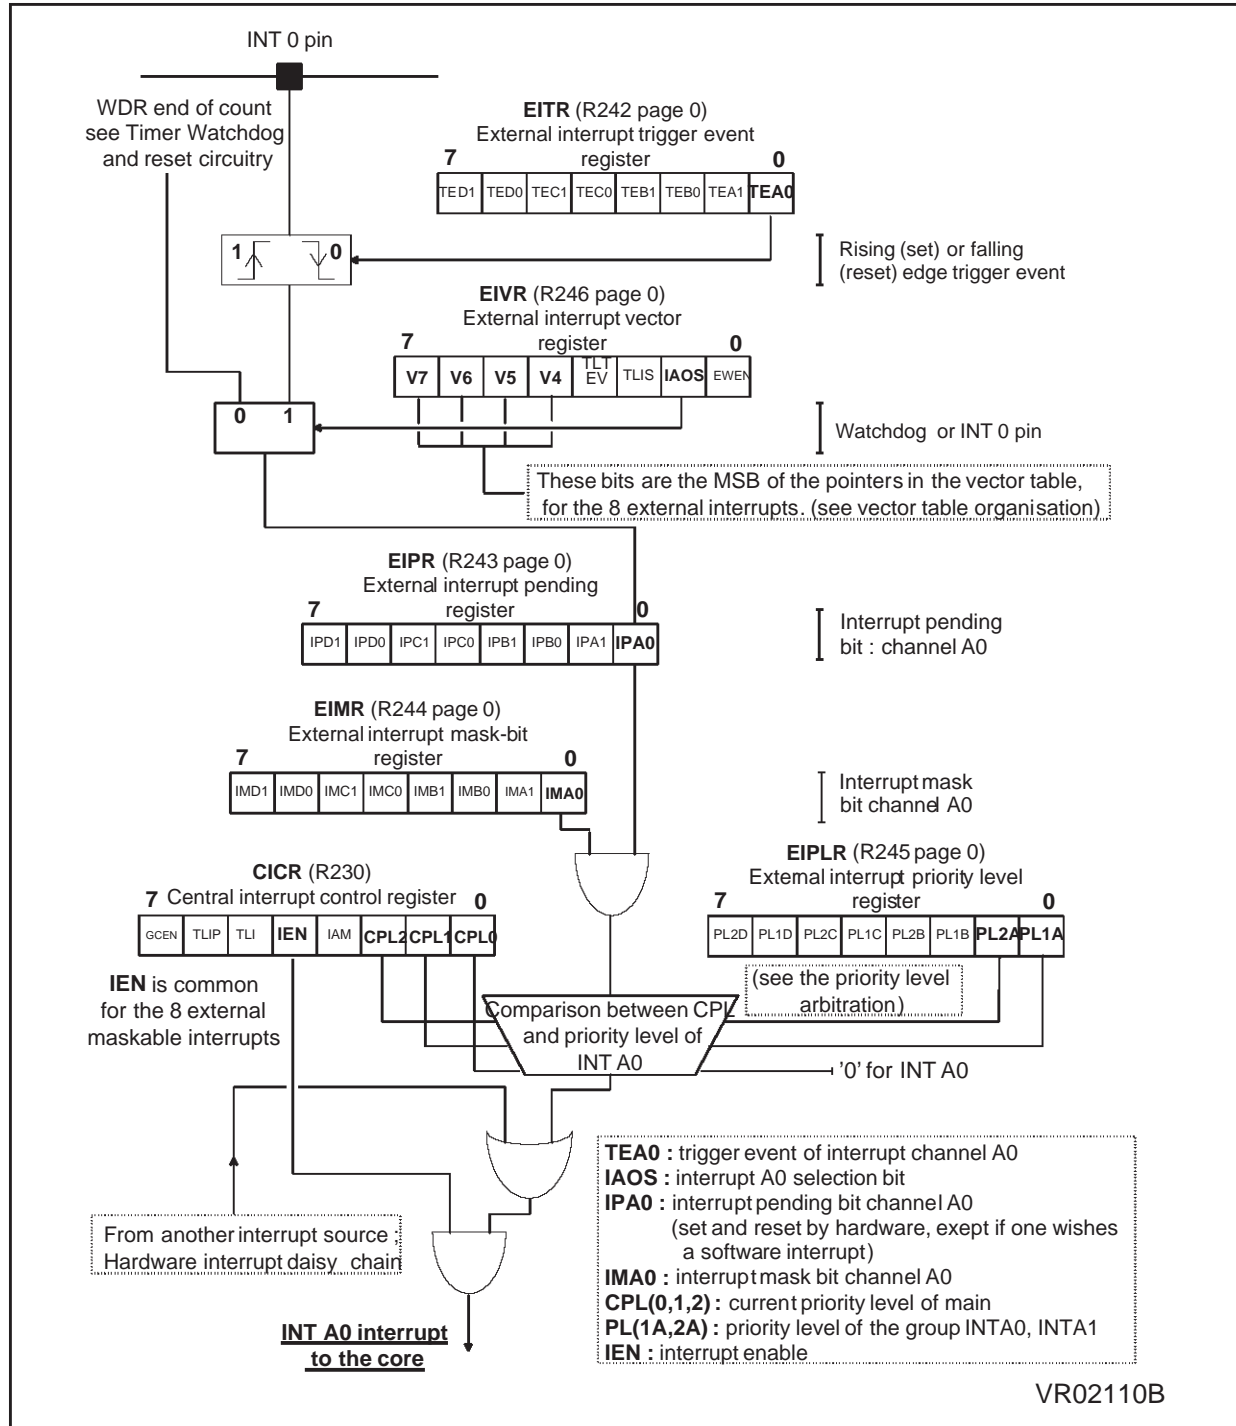 INT 0 pin
WDR end of count
see Timer Watchdog
and reset circuitry
EITR (R242 page 0)
External interrupt trigger event
register
7 0
TED1 TED0 TEC1 TEC0 TEB1 TEB0 TEA1 TEA0
1 0
Rising (set) or falling
(reset) edge trigger event
EIVR (R246 page 0)
External interrupt vector
register
7 0
V7 V6 V5 V4 TLT EV TLIS IAOS EWEN
0 1
Watchdog or INT 0 pin
These bits are the MSB of the pointers in the vector table,
for the 8 external interrupts. (see vector table organisation)
EIPR (R243 page 0)
External interrupt pending
register
7 0
IPD1 IPD0 IPC1 IPC0 IPB1 IPB0 IPA1 IPA0
Interrupt pending
bit : channel A0
EIMR (R244 page 0)
External interrupt mask-bit
register
7 0
IMD1 IMD0 IMC1 IMC0 IMB1 IMB0 IMA1 IMA0
Interrupt mask
bit channel A0
CICR (R230)
7 Central interrupt control register 0
GCEN TLIP TLI IEN IAM CPL2 CPL1 CPL0
EIPLR (R245 page 0)
External interrupt priority level
register
7 0
PL2D PL1D PL2C PL1C PL2B PL1B PL2A PL1A
IEN is common
for the 8 external
maskable interrupts
(see the priority level
arbitration)
Comparison between CPL
and priority level of
INT A0
'0' for INT A0
From another interrupt source ;
Hardware interrupt daisy chain
INT A0 interrupt
to the core
TEA0 : trigger event of interrupt channel A0
IAOS : interrupt A0 selection bit
IPA0 : interrupt pending bit channel A0
(set and reset by hardware, exept if one wishes
a software interrupt)
IMA0 : interrupt mask bit channel A0
CPL(0,1,2) : current priority level of main
PL(1A,2A) : priority level of the group INTA0, INTA1
IEN : interrupt enable
VR02110B